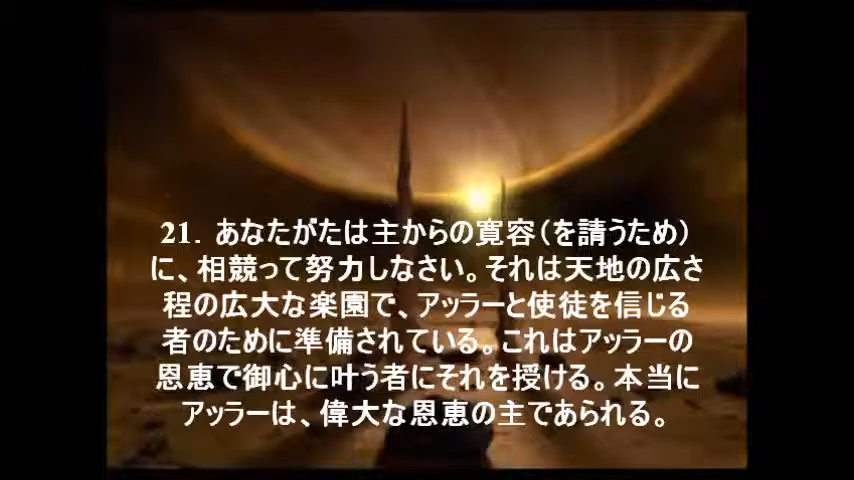 21. あなたがたは主からの寛容（を請うため）
に、相競って努力しなさい。それは天地の広さ
程の広大な楽園で、アッラーと使徒を信じる
者のために準備されている。これはアッラーの
恩恵で御心に叶う者にそれを授ける。本当に
アッラーは、偉大な恩恵の主であられる。